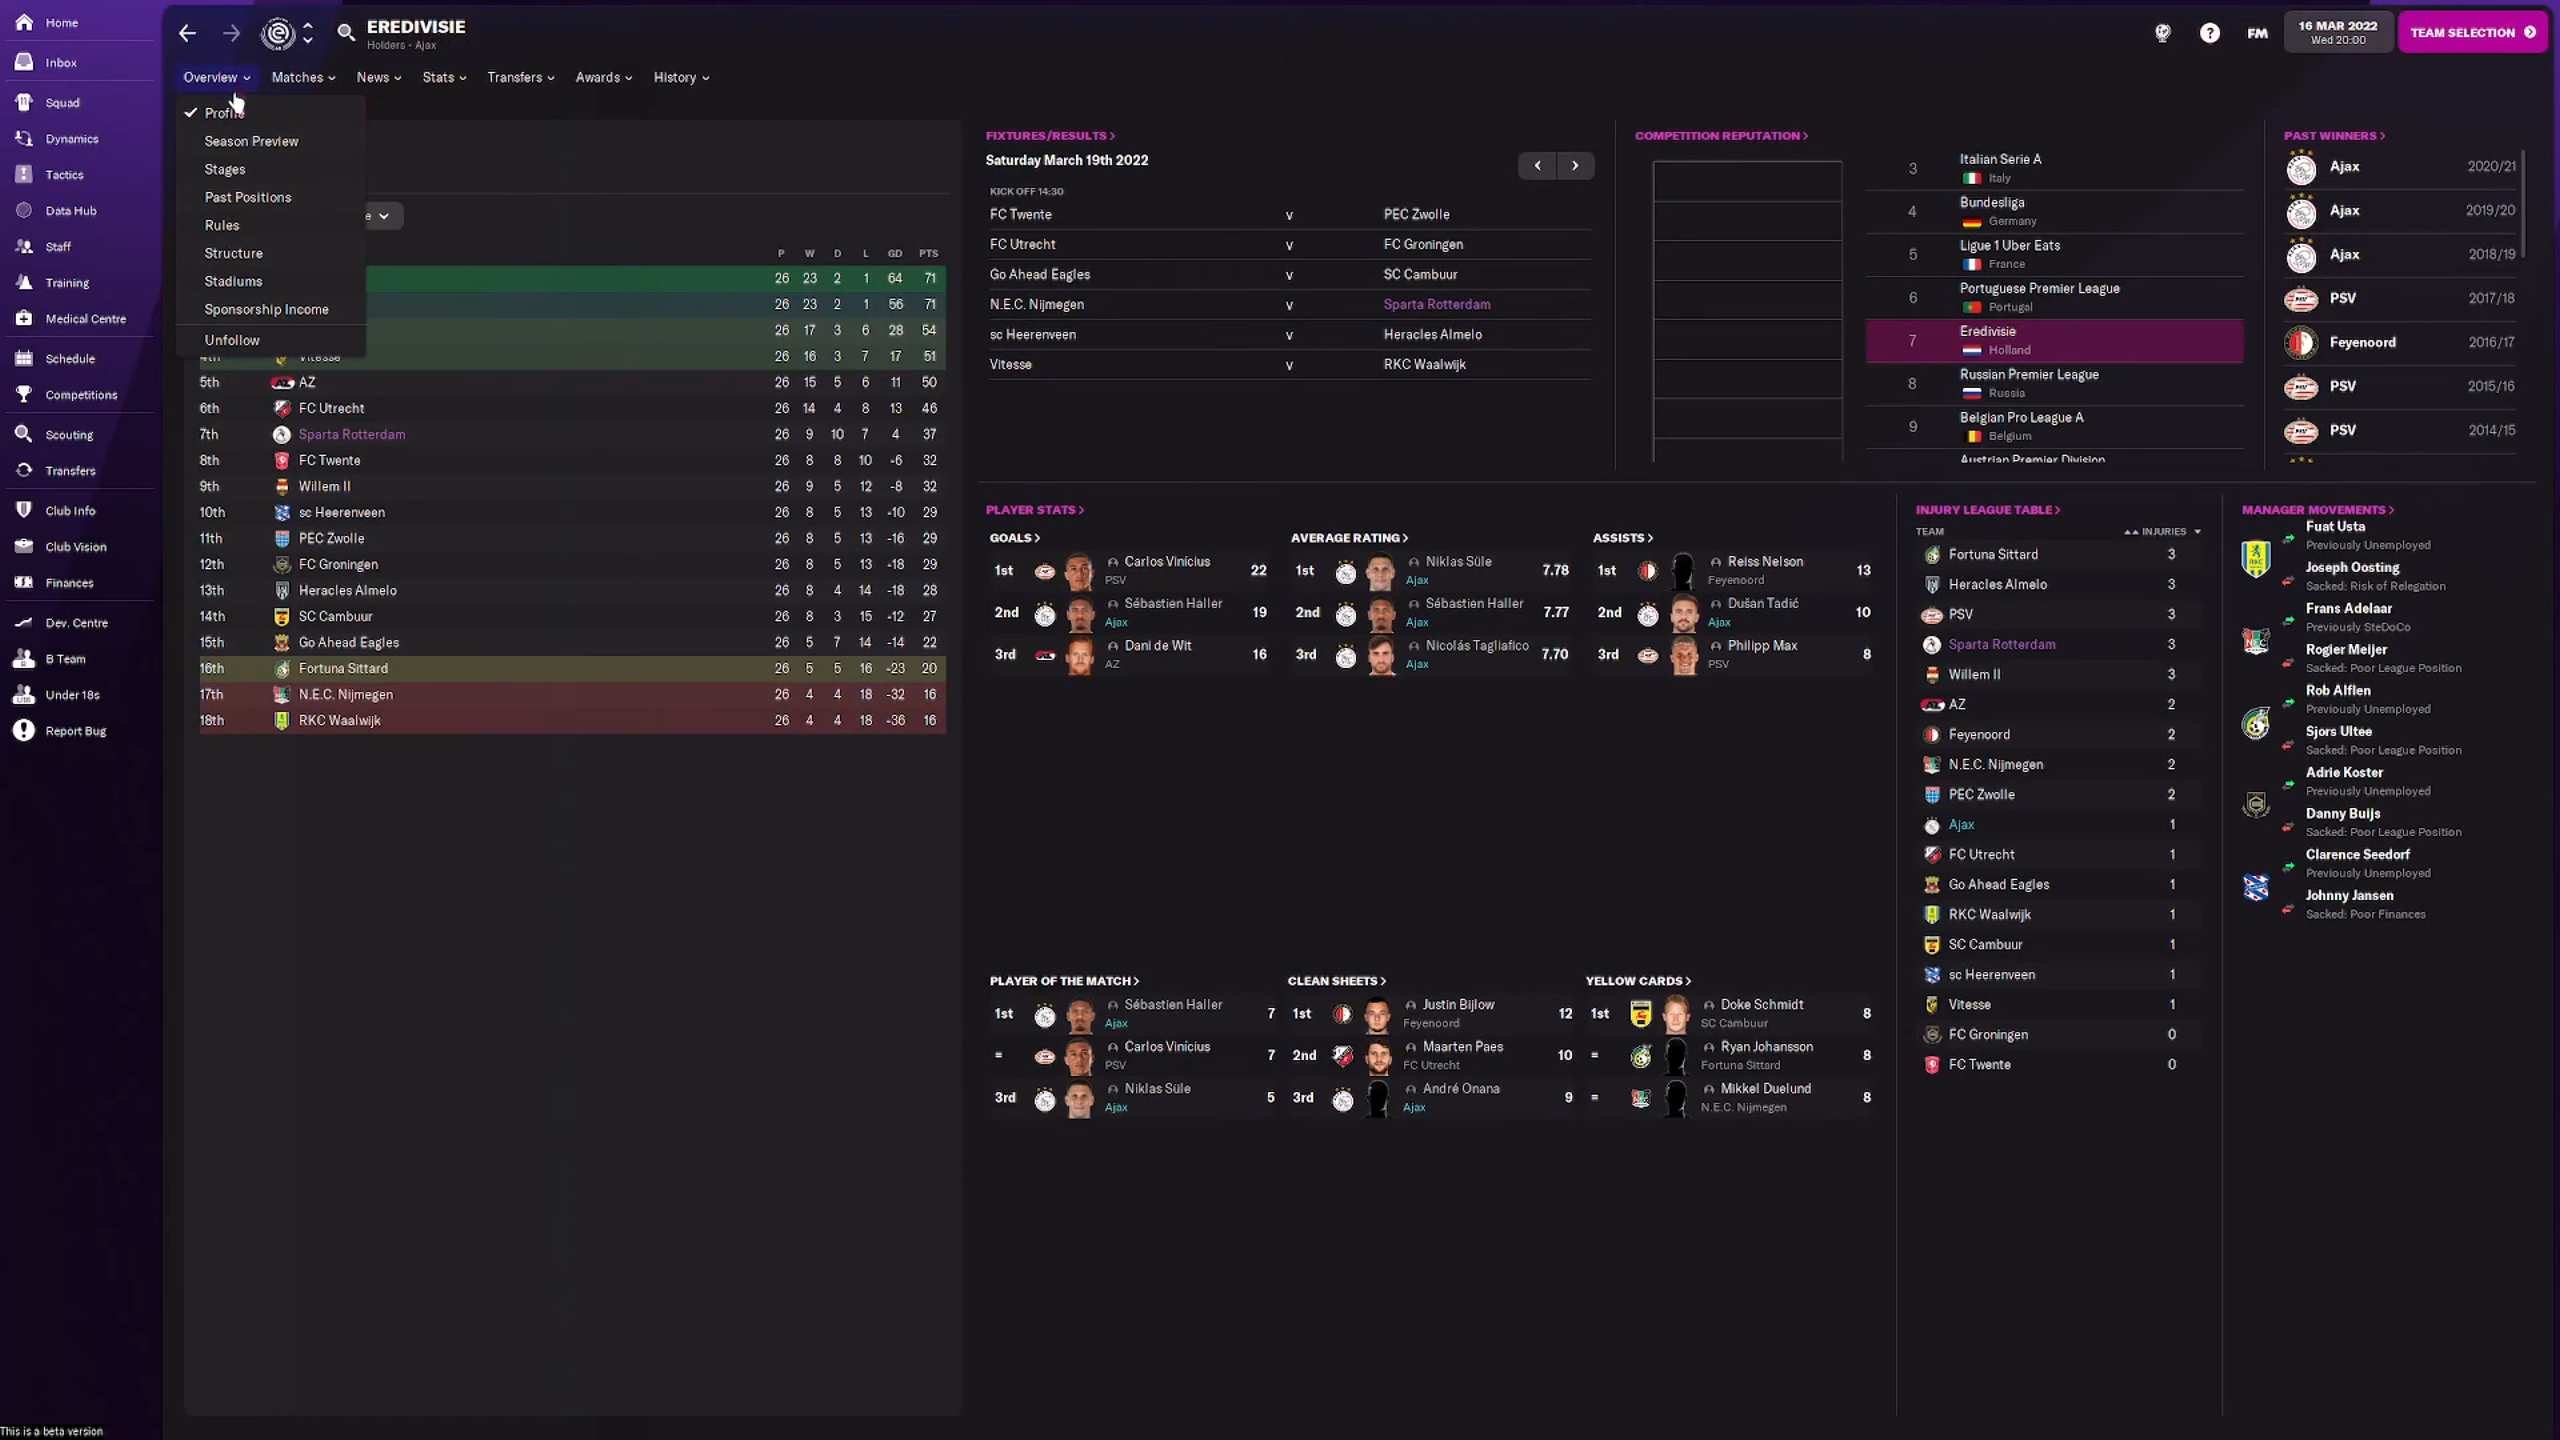 Home
Inbox
Squad
Dynamics
Tactics
Data Hub
Staff
Training
Medical Centre
Schedule
Competitions
Scouting
Transfers
Club Info
Club Vision
Finances
Dev. Centre
B Team
Under 18s
Report Bug
This is a beta version
EREDIVISIE
Holders - Ajax
FM
16 MAR 2022
Wed 20:00
TEAM SELECTION
Overview Matches News Stats Transfers Awards History
Profile
Season Preview
Stages
Past Positions
Rules
Structure
Stadiums
Sponsorship Income
Unfollow
P W D L GD PTS
26 23 2 1 64 71
26 23 2 1 56 71
26 17 3 6 28 54
4th Vitesse 26 16 3 7 17 51
5th AZ 26 15 5 6 11 50
6th FC Utrecht 26 14 4 8 13 46
7th Sparta Rotterdam 26 9 10 7 4 37
8th FC Twente 26 8 8 10 -6 32
9th Willem II 26 9 5 12 -8 32
10th sc Heerenveen 26 8 5 13 -10 29
11th PEC Zwolle 26 8 5 13 -16 29
12th FC Groningen 26 8 5 13 -18 29
13th Heracles Almelo 26 8 4 14 -18 28
14th SC Cambuur 26 8 3 15 -12 27
15th Go Ahead Eagles 26 5 7 14 -14 22
16th Fortuna Sittard 26 5 5 16 -23 20
17th N.E.C. Nijmegen 26 4 4 18 -32 16
18th RKC Waalwijk 26 4 4 18 -36 16
FIXTURES/RESULTS >
Saturday March 19th 2022
KICK OFF 14:30
FC Twente v PEC Zwolle
FC Utrecht v FC Groningen
Go Ahead Eagles v SC Cambuur
N.E.C. Nijmegen v Sparta Rotterdam
sc Heerenveen v Heracles Almelo
Vitesse v RKC Waalwijk
COMPETITION REPUTATION >
3 Italian Serie A
Italy
4 Bundesliga
Germany
5 Ligue 1 Uber Eats
France
6 Portuguese Premier League
Portugal
7 Eredivisie
Holland
8 Russian Premier League
Russia
9 Belgian Pro League A
Belgium
Austrian Premier Division
PAST WINNERS >
Ajax 2020/21
Ajax 2019/20
Ajax 2018/19
PSV 2017/18
Feyenoord 2016/17
PSV 2015/16
PSV 2014/15
PLAYER STATS >
GOALS >
1st Carlos Vinícius 22
PSV
2nd Sébastien Haller 19
Ajax
3rd Dani de Wit 16
AZ
AVERAGE RATING >
1st Niklas Süle 7.78
Ajax
2nd Sébastien Haller 7.77
Ajax
3rd Nicolás Tagliafico 7.70
Ajax
ASSISTS >
1st Reiss Nelson 13
Feyenoord
2nd Dušan Tadić 10
Ajax
3rd Philipp Max 8
PSV
PLAYER OF THE MATCH >
1st Sébastien Haller 7
Ajax
= Carlos Vinícius 7
PSV
3rd Niklas Süle 5
Ajax
CLEAN SHEETS >
1st Justin Bijlow 12
Feyenoord
2nd Maarten Paes 10
FC Utrecht
3rd André Onana 9
Ajax
YELLOW CARDS >
1st Doke Schmidt 8
SC Cambuur
= Ryan Johansson 8
Fortuna Sittard
= Mikkel Duelund 8
N.E.C. Nijmegen
INJURY LEAGUE TABLE >
TEAM INJURIES
Fortuna Sittard 3
Heracles Almelo 3
PSV 3
Sparta Rotterdam 3
Willem II 3
AZ 2
Feyenoord 2
N.E.C. Nijmegen 2
PEC Zwolle 2
Ajax 1
FC Utrecht 1
Go Ahead Eagles 1
RKC Waalwijk 1
SC Cambuur 1
sc Heerenveen 1
Vitesse 1
FC Groningen 0
FC Twente 0
MANAGER MOVEMENTS >
Fuat Usta
Previously Unemployed
Joseph Oosting
Sacked: Risk of Relegation
Frans Adelaar
Previously SteDoCo
Rogier Meijer
Sacked: Poor League Position
Rob Alflen
Previously Unemployed
Sjors Ultee
Sacked: Poor League Position
Adrie Koster
Previously Unemployed
Danny Buijs
Sacked: Poor League Position
Clarence Seedorf
Previously Unemployed
Johnny Jansen
Sacked: Poor Finances